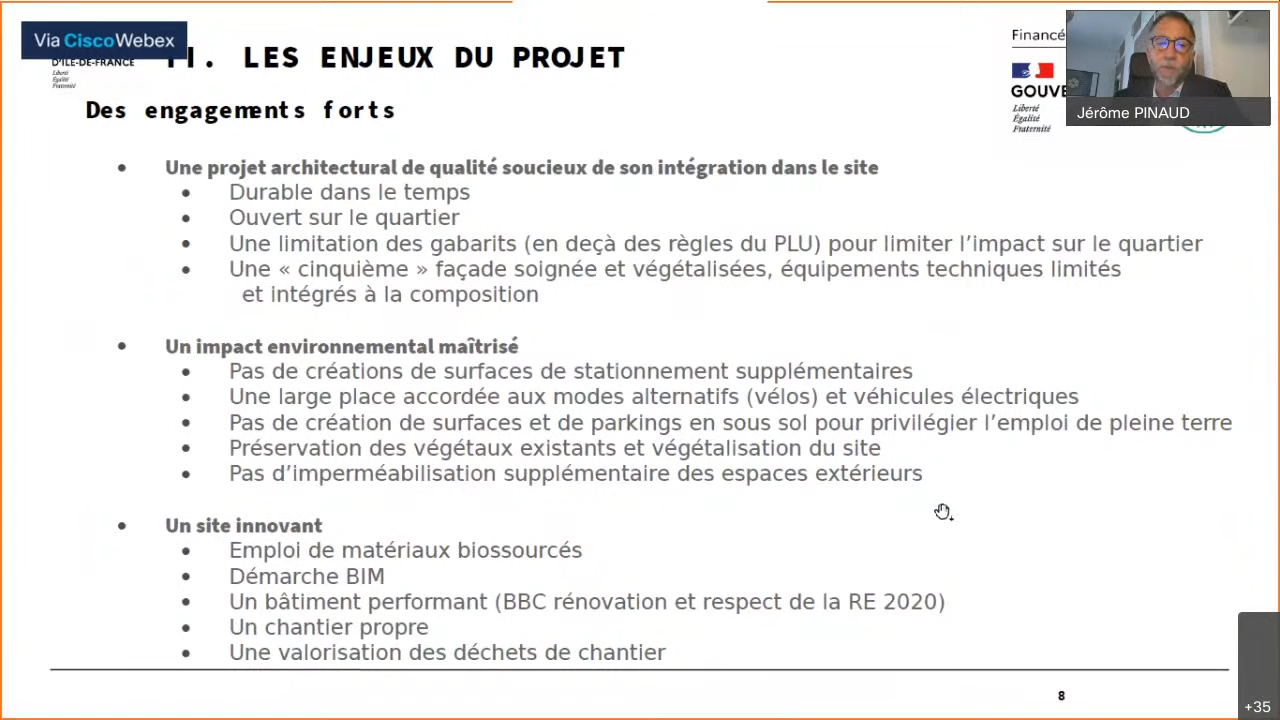 Via Cisco Webex
D'ÎLE-DE-FRANCE
Liberté
Égalité
Fraternité
II. LES ENJEUX DU PROJET
Des engagements forts
Financé
GOUVE
Liberté
Égalité
Fraternité
Jérôme PINAUD
• Une projet architectural de qualité soucieux de son intégration dans le site
• Durable dans le temps
• Ouvert sur le quartier
• Une limitation des gabarits (en deçà des règles du PLU) pour limiter l’impact sur le quartier
• Une « cinquième » façade soignée et végétalisées, équipements techniques limités
et intégrés à la composition
• Un impact environnemental maîtrisé
• Pas de créations de surfaces de stationnement supplémentaires
• Une large place accordée aux modes alternatifs (vélos) et véhicules électriques
• Pas de création de surfaces et de parkings en sous sol pour privilégier l’emploi de pleine terre
• Préservation des végétaux existants et végétalisation du site
• Pas d’imperméabilisation supplémentaire des espaces extérieurs
• Un site innovant
• Emploi de matériaux biossourcés
• Démarche BIM
• Un bâtiment performant (BBC rénovation et respect de la RE 2020)
• Un chantier propre
• Une valorisation des déchets de chantier
8
+35